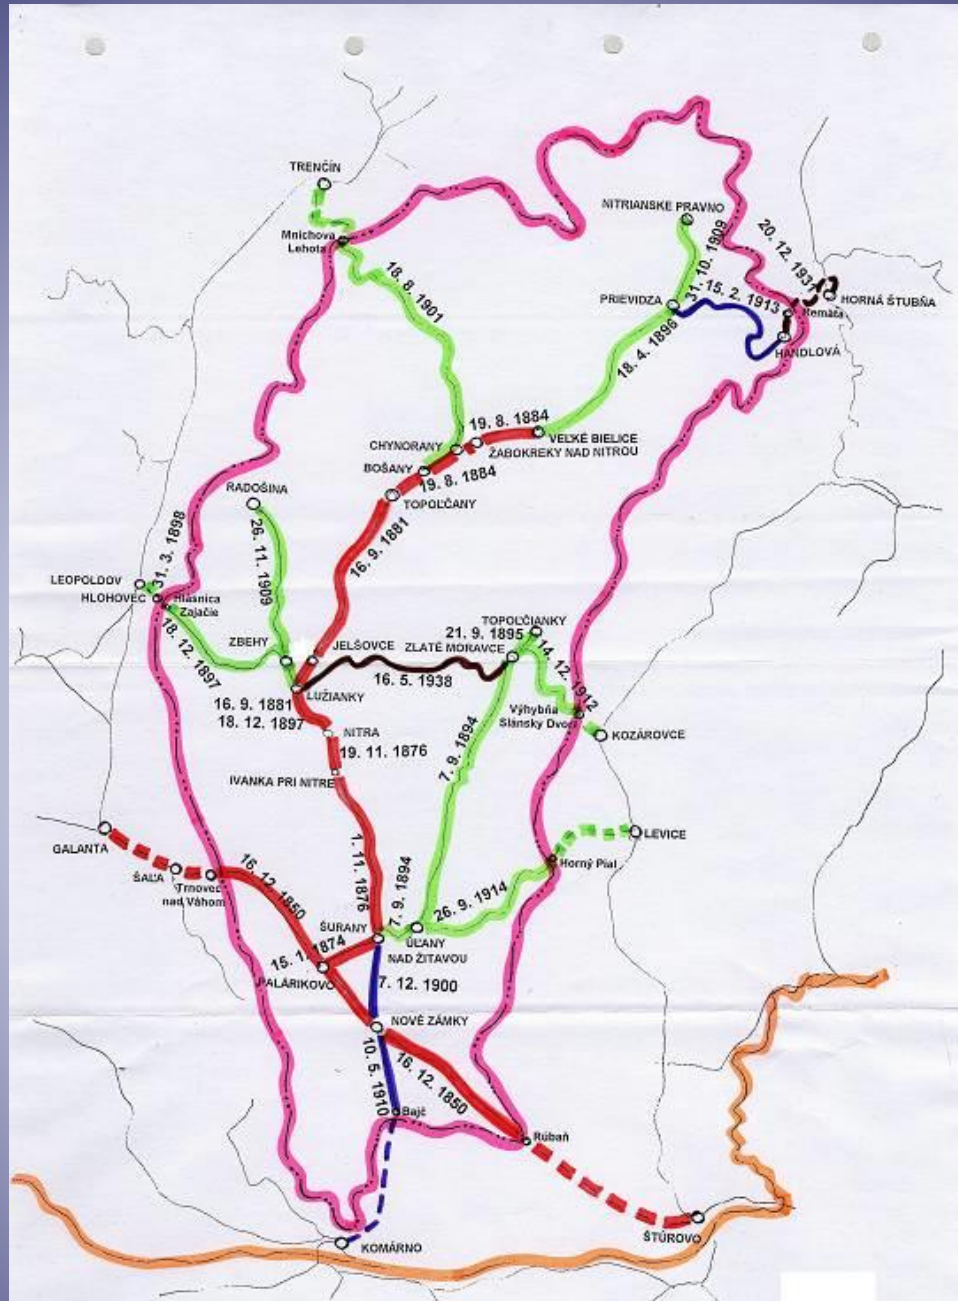 TRENČÍN
NITRIANSKE PRAVNO
Mníchova
Lehota
20. 12. 1931
31. 10. 1909
18. 8. 1901
15. 2. 1913
HORNÁ ŠTUBŇA
PRIEVIDZA
Remata
HANDLOVÁ
18. 4. 1896
19. 8. 1884
VEĽKÉ BIELICE
CHYNORANY
ŽABOKREKY NAD NITROU
BOŠANY
19. 8. 1884
RADOŠINA
TOPOĽČANY
31. 3. 1898
26. 11. 1909
16. 9. 1881
LEOPOLDOV
HLOHOVEC
Hlásnica
Zajačie
TOPOĽČIANKY
21. 9. 1895
18. 12. 1897
ZBEHY
JELŠOVCE
ZLATÉ MORAVCE
14. 12. 1912
16. 5. 1938
LUŽIANKY
16. 9. 1881
18. 12. 1897
Výhybňa
Slánsky Dvor
NITRA
KOZÁROVCE
19. 11. 1876
7. 9. 1894
IVANKA PRI NITRE
GALANTA
LEVICE
1. 11. 1876
Horný Pial
ŠAĽA
Trnovec
nad Váhom
16. 12. 1850
7. 9. 1894
26. 9. 1914
ŠURANY
ÚĽANY
NAD ŽITAVOU
15. 1. 1874
PALÁRIKOVO
7. 12. 1900
NOVÉ ZÁMKY
10. 5. 1910
16. 12. 1850
Bajč
Rúbaň
ŠTÚROVO
KOMÁRNO